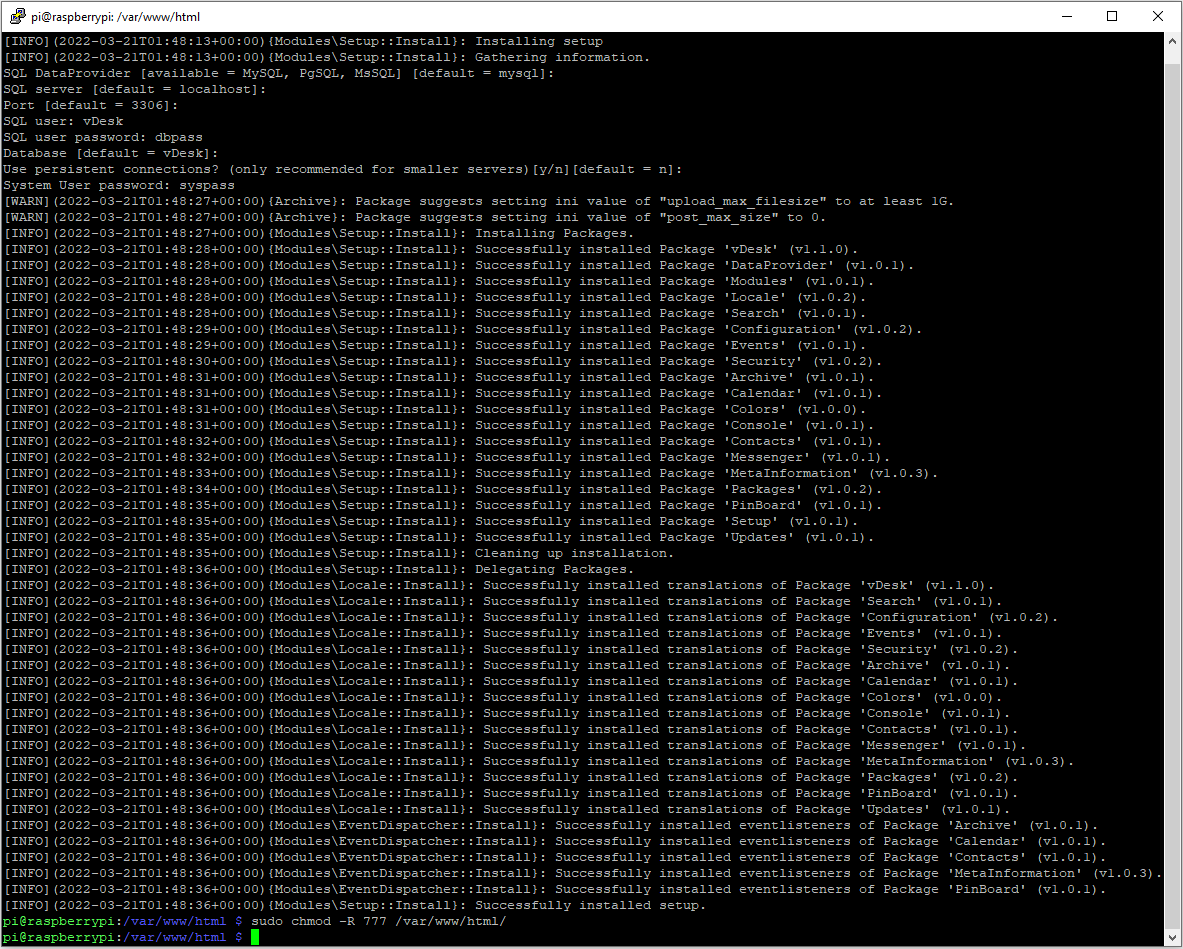 pi@raspberrypi: /var/www/html
[INFO](2022-03-21T01:48:13+00:00){Modules\Setup::Install}: Installing setup
[INFO](2022-03-21T01:48:13+00:00){Modules\Setup::Install}: Gathering information.
SQL DataProvider [available = MySQL, PgSQL, MsSQL] [default = mysql]:
SQL server [default = localhost]:
Port [default = 3306]:
SQL user: vDesk
SQL user password: dbpass
Database [default = vDesk]:
Use persistent connections? (only recommended for smaller servers)[y/n][default = n]:
System User password: syspass
[WARN](2022-03-21T01:48:27+00:00){Archive}: Package suggests setting ini value of "upload_max_filesize" to at least 1G.
[WARN](2022-03-21T01:48:27+00:00){Archive}: Package suggests setting ini value of "post_max_size" to 0.
[INFO](2022-03-21T01:48:27+00:00){Modules\Setup::Install}: Installing Packages.
[INFO](2022-03-21T01:48:28+00:00){Modules\Setup::Install}: Successfully installed Package 'vDesk' (v1.1.0).
[INFO](2022-03-21T01:48:28+00:00){Modules\Setup::Install}: Successfully installed Package 'DataProvider' (v1.0.1).
[INFO](2022-03-21T01:48:28+00:00){Modules\Setup::Install}: Successfully installed Package 'Modules' (v1.0.1).
[INFO](2022-03-21T01:48:28+00:00){Modules\Setup::Install}: Successfully installed Package 'Locale' (v1.0.2).
[INFO](2022-03-21T01:48:28+00:00){Modules\Setup::Install}: Successfully installed Package 'Search' (v1.0.1).
[INFO](2022-03-21T01:48:29+00:00){Modules\Setup::Install}: Successfully installed Package 'Configuration' (v1.0.2).
[INFO](2022-03-21T01:48:29+00:00){Modules\Setup::Install}: Successfully installed Package 'Events' (v1.0.1).
[INFO](2022-03-21T01:48:30+00:00){Modules\Setup::Install}: Successfully installed Package 'Security' (v1.0.2).
[INFO](2022-03-21T01:48:31+00:00){Modules\Setup::Install}: Successfully installed Package 'Archive' (v1.0.1).
[INFO](2022-03-21T01:48:31+00:00){Modules\Setup::Install}: Successfully installed Package 'Calendar' (v1.0.1).
[INFO](2022-03-21T01:48:31+00:00){Modules\Setup::Install}: Successfully installed Package 'Colors' (v1.0.0).
[INFO](2022-03-21T01:48:31+00:00){Modules\Setup::Install}: Successfully installed Package 'Console' (v1.0.1).
[INFO](2022-03-21T01:48:32+00:00){Modules\Setup::Install}: Successfully installed Package 'Contacts' (v1.0.1).
[INFO](2022-03-21T01:48:32+00:00){Modules\Setup::Install}: Successfully installed Package 'Messenger' (v1.0.1).
[INFO](2022-03-21T01:48:33+00:00){Modules\Setup::Install}: Successfully installed Package 'MetaInformation' (v1.0.3).
[INFO](2022-03-21T01:48:34+00:00){Modules\Setup::Install}: Successfully installed Package 'Packages' (v1.0.2).
[INFO](2022-03-21T01:48:35+00:00){Modules\Setup::Install}: Successfully installed Package 'PinBoard' (v1.0.1).
[INFO](2022-03-21T01:48:35+00:00){Modules\Setup::Install}: Successfully installed Package 'Setup' (v1.0.1).
[INFO](2022-03-21T01:48:35+00:00){Modules\Setup::Install}: Successfully installed Package 'Updates' (v1.0.1).
[INFO](2022-03-21T01:48:35+00:00){Modules\Setup::Install}: Cleaning up installation.
[INFO](2022-03-21T01:48:36+00:00){Modules\Setup::Install}: Delegating Packages.
[INFO](2022-03-21T01:48:36+00:00){Modules\Locale::Install}: Successfully installed translations of Package 'vDesk' (v1.1.0).
[INFO](2022-03-21T01:48:36+00:00){Modules\Locale::Install}: Successfully installed translations of Package 'Search' (v1.0.1).
[INFO](2022-03-21T01:48:36+00:00){Modules\Locale::Install}: Successfully installed translations of Package 'Configuration' (v1.0.2).
[INFO](2022-03-21T01:48:36+00:00){Modules\Locale::Install}: Successfully installed translations of Package 'Events' (v1.0.1).
[INFO](2022-03-21T01:48:36+00:00){Modules\Locale::Install}: Successfully installed translations of Package 'Security' (v1.0.2).
[INFO](2022-03-21T01:48:36+00:00){Modules\Locale::Install}: Successfully installed translations of Package 'Archive' (v1.0.1).
[INFO](2022-03-21T01:48:36+00:00){Modules\Locale::Install}: Successfully installed translations of Package 'Calendar' (v1.0.1).
[INFO](2022-03-21T01:48:36+00:00){Modules\Locale::Install}: Successfully installed translations of Package 'Colors' (v1.0.0).
[INFO](2022-03-21T01:48:36+00:00){Modules\Locale::Install}: Successfully installed translations of Package 'Console' (v1.0.1).
[INFO](2022-03-21T01:48:36+00:00){Modules\Locale::Install}: Successfully installed translations of Package 'Contacts' (v1.0.1).
[INFO](2022-03-21T01:48:36+00:00){Modules\Locale::Install}: Successfully installed translations of Package 'Messenger' (v1.0.1).
[INFO](2022-03-21T01:48:36+00:00){Modules\Locale::Install}: Successfully installed translations of Package 'MetaInformation' (v1.0.3).
[INFO](2022-03-21T01:48:36+00:00){Modules\Locale::Install}: Successfully installed translations of Package 'Packages' (v1.0.2).
[INFO](2022-03-21T01:48:36+00:00){Modules\Locale::Install}: Successfully installed translations of Package 'PinBoard' (v1.0.1).
[INFO](2022-03-21T01:48:36+00:00){Modules\Locale::Install}: Successfully installed translations of Package 'Updates' (v1.0.1).
[INFO](2022-03-21T01:48:36+00:00){Modules\EventDispatcher::Install}: Successfully installed eventlisteners of Package 'Archive' (v1.0.1).
[INFO](2022-03-21T01:48:36+00:00){Modules\EventDispatcher::Install}: Successfully installed eventlisteners of Package 'Calendar' (v1.0.1).
[INFO](2022-03-21T01:48:36+00:00){Modules\EventDispatcher::Install}: Successfully installed eventlisteners of Package 'Contacts' (v1.0.1).
[INFO](2022-03-21T01:48:36+00:00){Modules\EventDispatcher::Install}: Successfully installed eventlisteners of Package 'MetaInformation' (v1.0.3).
[INFO](2022-03-21T01:48:36+00:00){Modules\EventDispatcher::Install}: Successfully installed eventlisteners of Package 'PinBoard' (v1.0.1).
[INFO](2022-03-21T01:48:36+00:00){Modules\Setup::Install}: Successfully installed setup.
pi@raspberrypi:/var/www/html $ sudo chmod -R 777 /var/www/html/
pi@raspberrypi:/var/www/html $